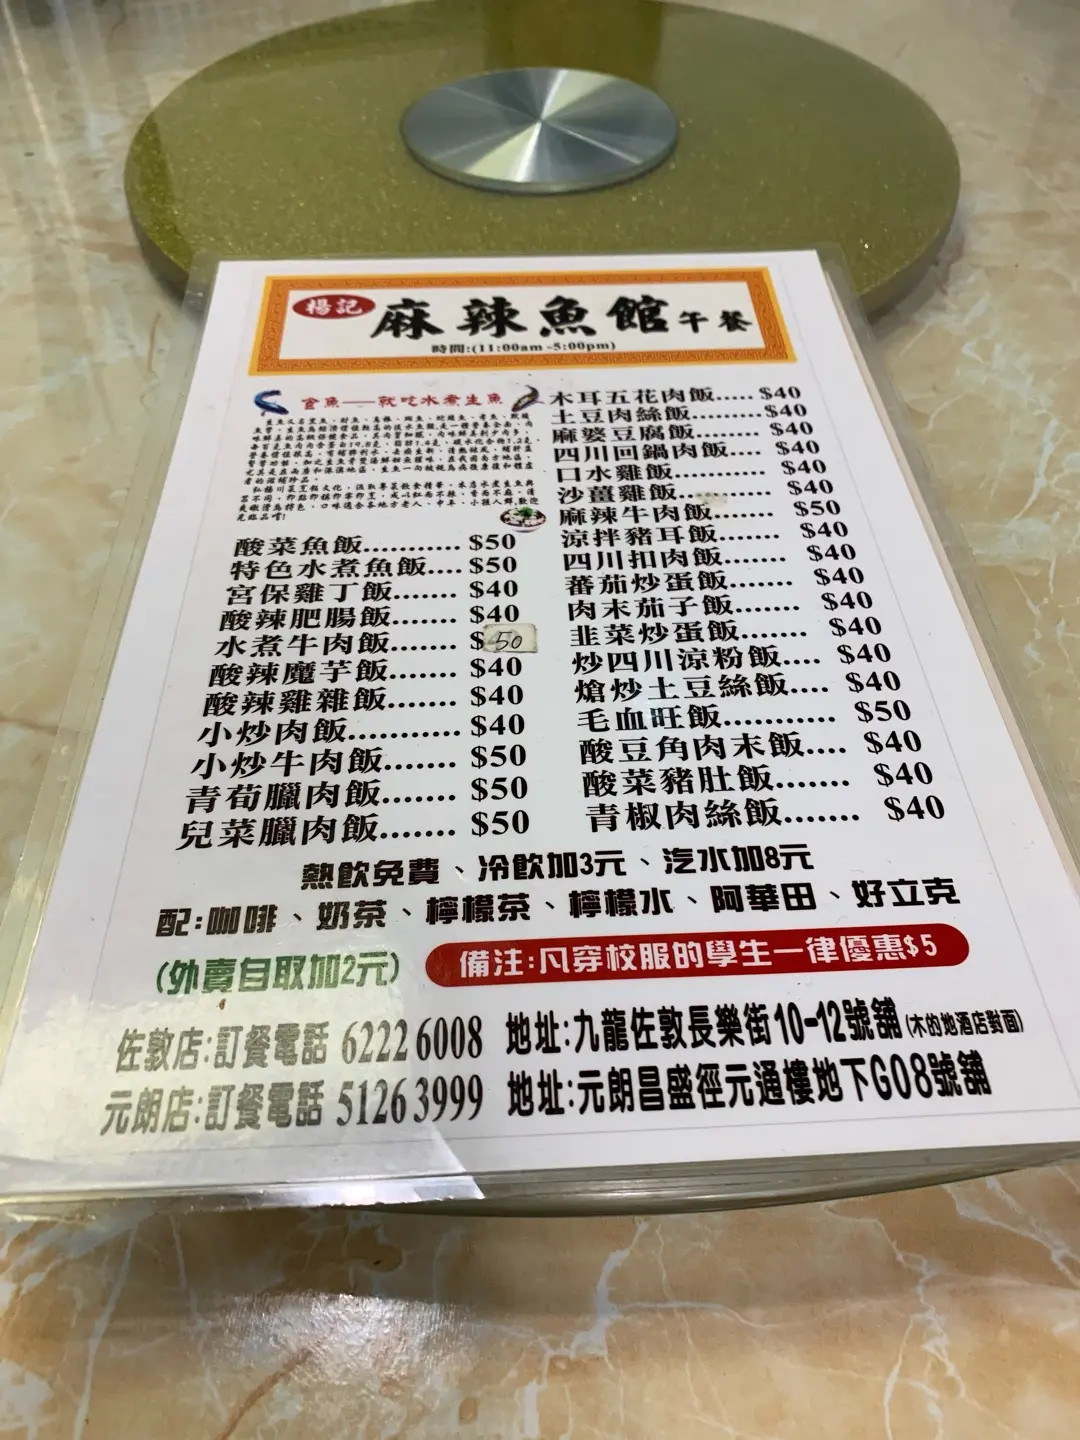 楊記 麻辣魚館 午餐
時間:(11:00am -5:00pm)
食魚——就吃水煮生魚
酸菜魚飯........... $50
特色水煮魚飯.... $50
宮保雞丁飯....... $40
酸辣肥腸飯....... $40
水煮牛肉飯....... $50
酸辣魔芋飯....... $40
酸辣雞雜飯....... $40
小炒肉飯............ $40
小炒牛肉飯....... $50
青荀臘肉飯....... $50
兒菜臘肉飯....... $50
木耳五花肉飯..... $40
土豆肉絲飯......... $40
麻婆豆腐飯........ $40
四川回鍋肉飯.... $40
口水雞飯............ $40
沙薑雞飯............ $40
麻辣牛肉飯........ $50
涼拌豬耳飯....... $40
四川扣肉飯....... $40
蕃茄炒蛋飯....... $40
肉末茄子飯....... $40
韭菜炒蛋飯....... $40
炒四川涼粉飯.... $40
熗炒土豆絲飯.... $40
毛血旺飯............ $50
酸豆角肉末飯.... $40
酸菜豬肚飯....... $40
青椒肉絲飯....... $40
熱飲免費、冷飲加3元、汽水加8元
配:咖啡、奶茶、檸檬茶、檸檬水、阿華田、好立克
(外賣自取加2元) 備注:凡穿校服的學生一律優惠$5
佐敦店:訂餐電話 6222 6008 地址:九龍佐敦長樂街10-12號舖(木的地酒店對面)
元朗店:訂餐電話 5126 3999 地址:元朗昌盛徑元通樓地下G08號舖